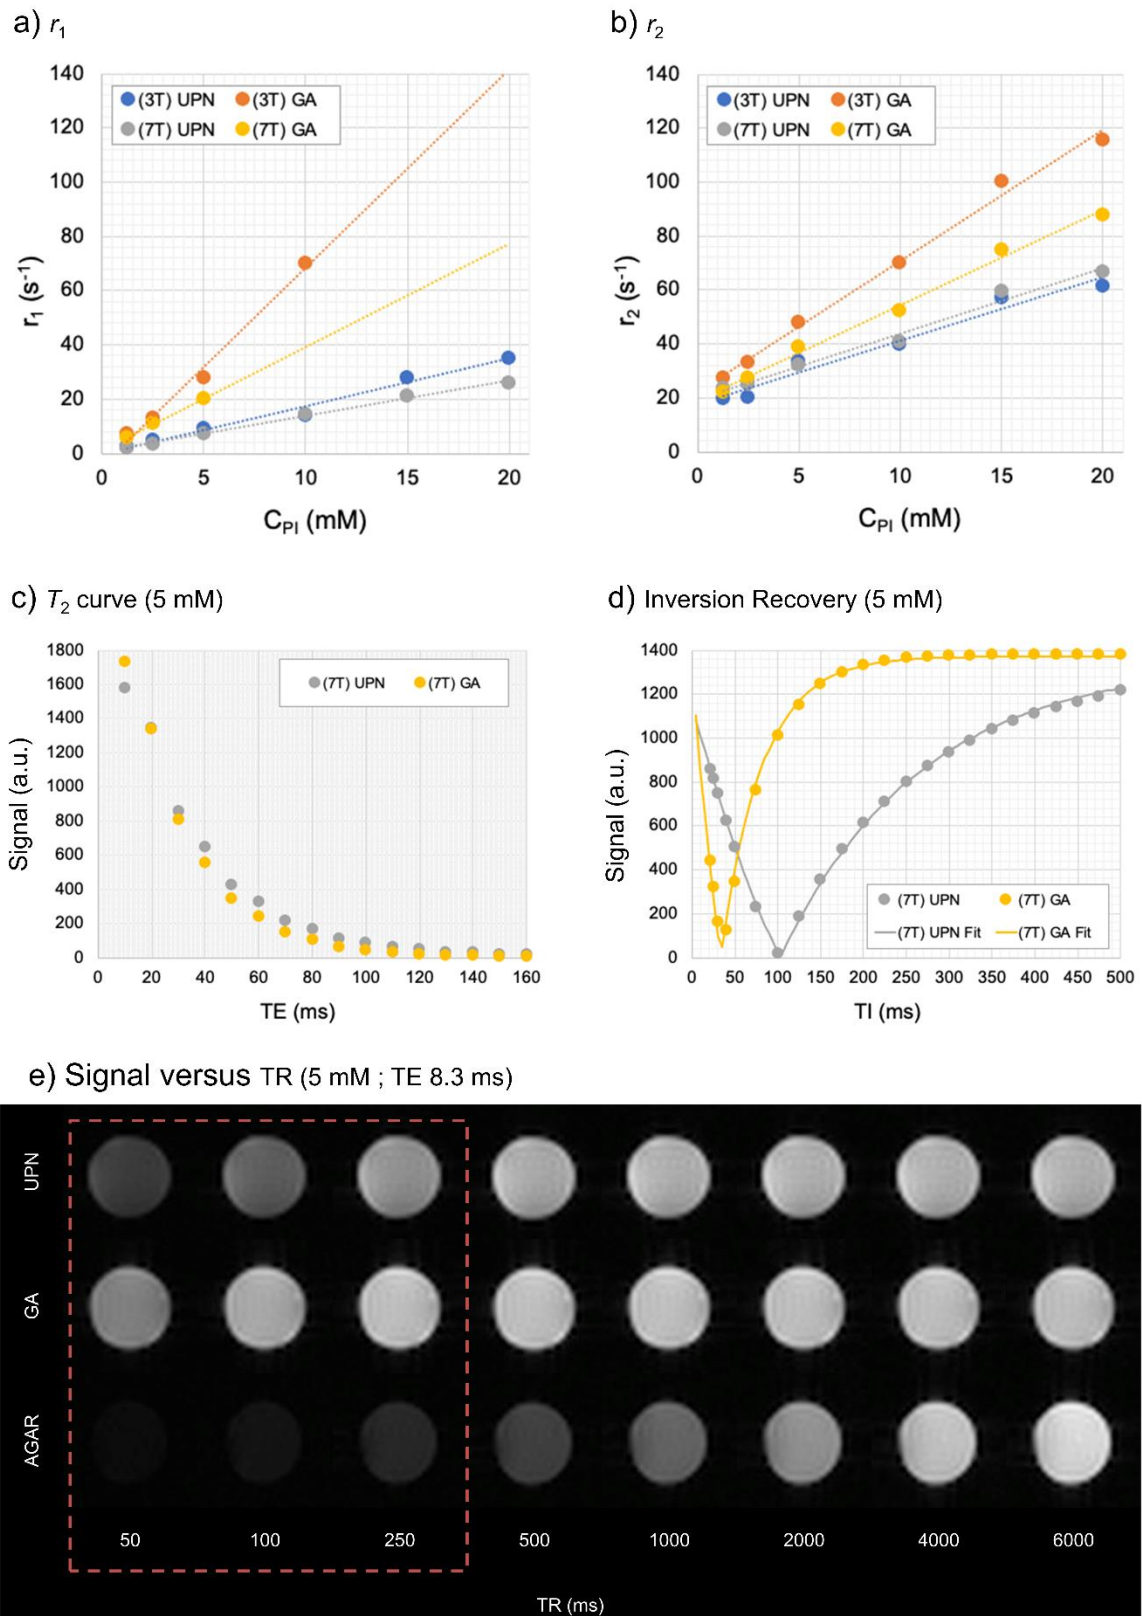 a) r1
b) r2
140
120
100
80
60
40
20
0
(3T) UPN (3T) GA
(7T) UPN (7T) GA
r1 (s-1)
0 5 10 15 20
CPI (mM)
140
120
100
80
60
40
20
0
(3T) UPN (3T) GA
(7T) UPN (7T) GA
r2 (s-1)
0 5 10 15 20
CPI (mM)
c) T2 curve (5 mM)
1800
1600
1400
1200
1000
800
600
400
200
0
(7T) UPN (7T) GA
Signal (a.u.)
0 20 40 60 80 100 120 140 160
TE (ms)
d) Inversion Recovery (5 mM)
1400
1200
1000
800
600
400
200
0
Signal (a.u.)
(7T) UPN (7T) GA
(7T) UPN Fit (7T) GA Fit
0 50 100 150 200 250 300 350 400 450 500
TI (ms)
e) Signal versus TR (5 mM ; TE 8.3 ms)
UPN
GA
AGAR
50 100 250 500 1000 2000 4000 6000
TR (ms)